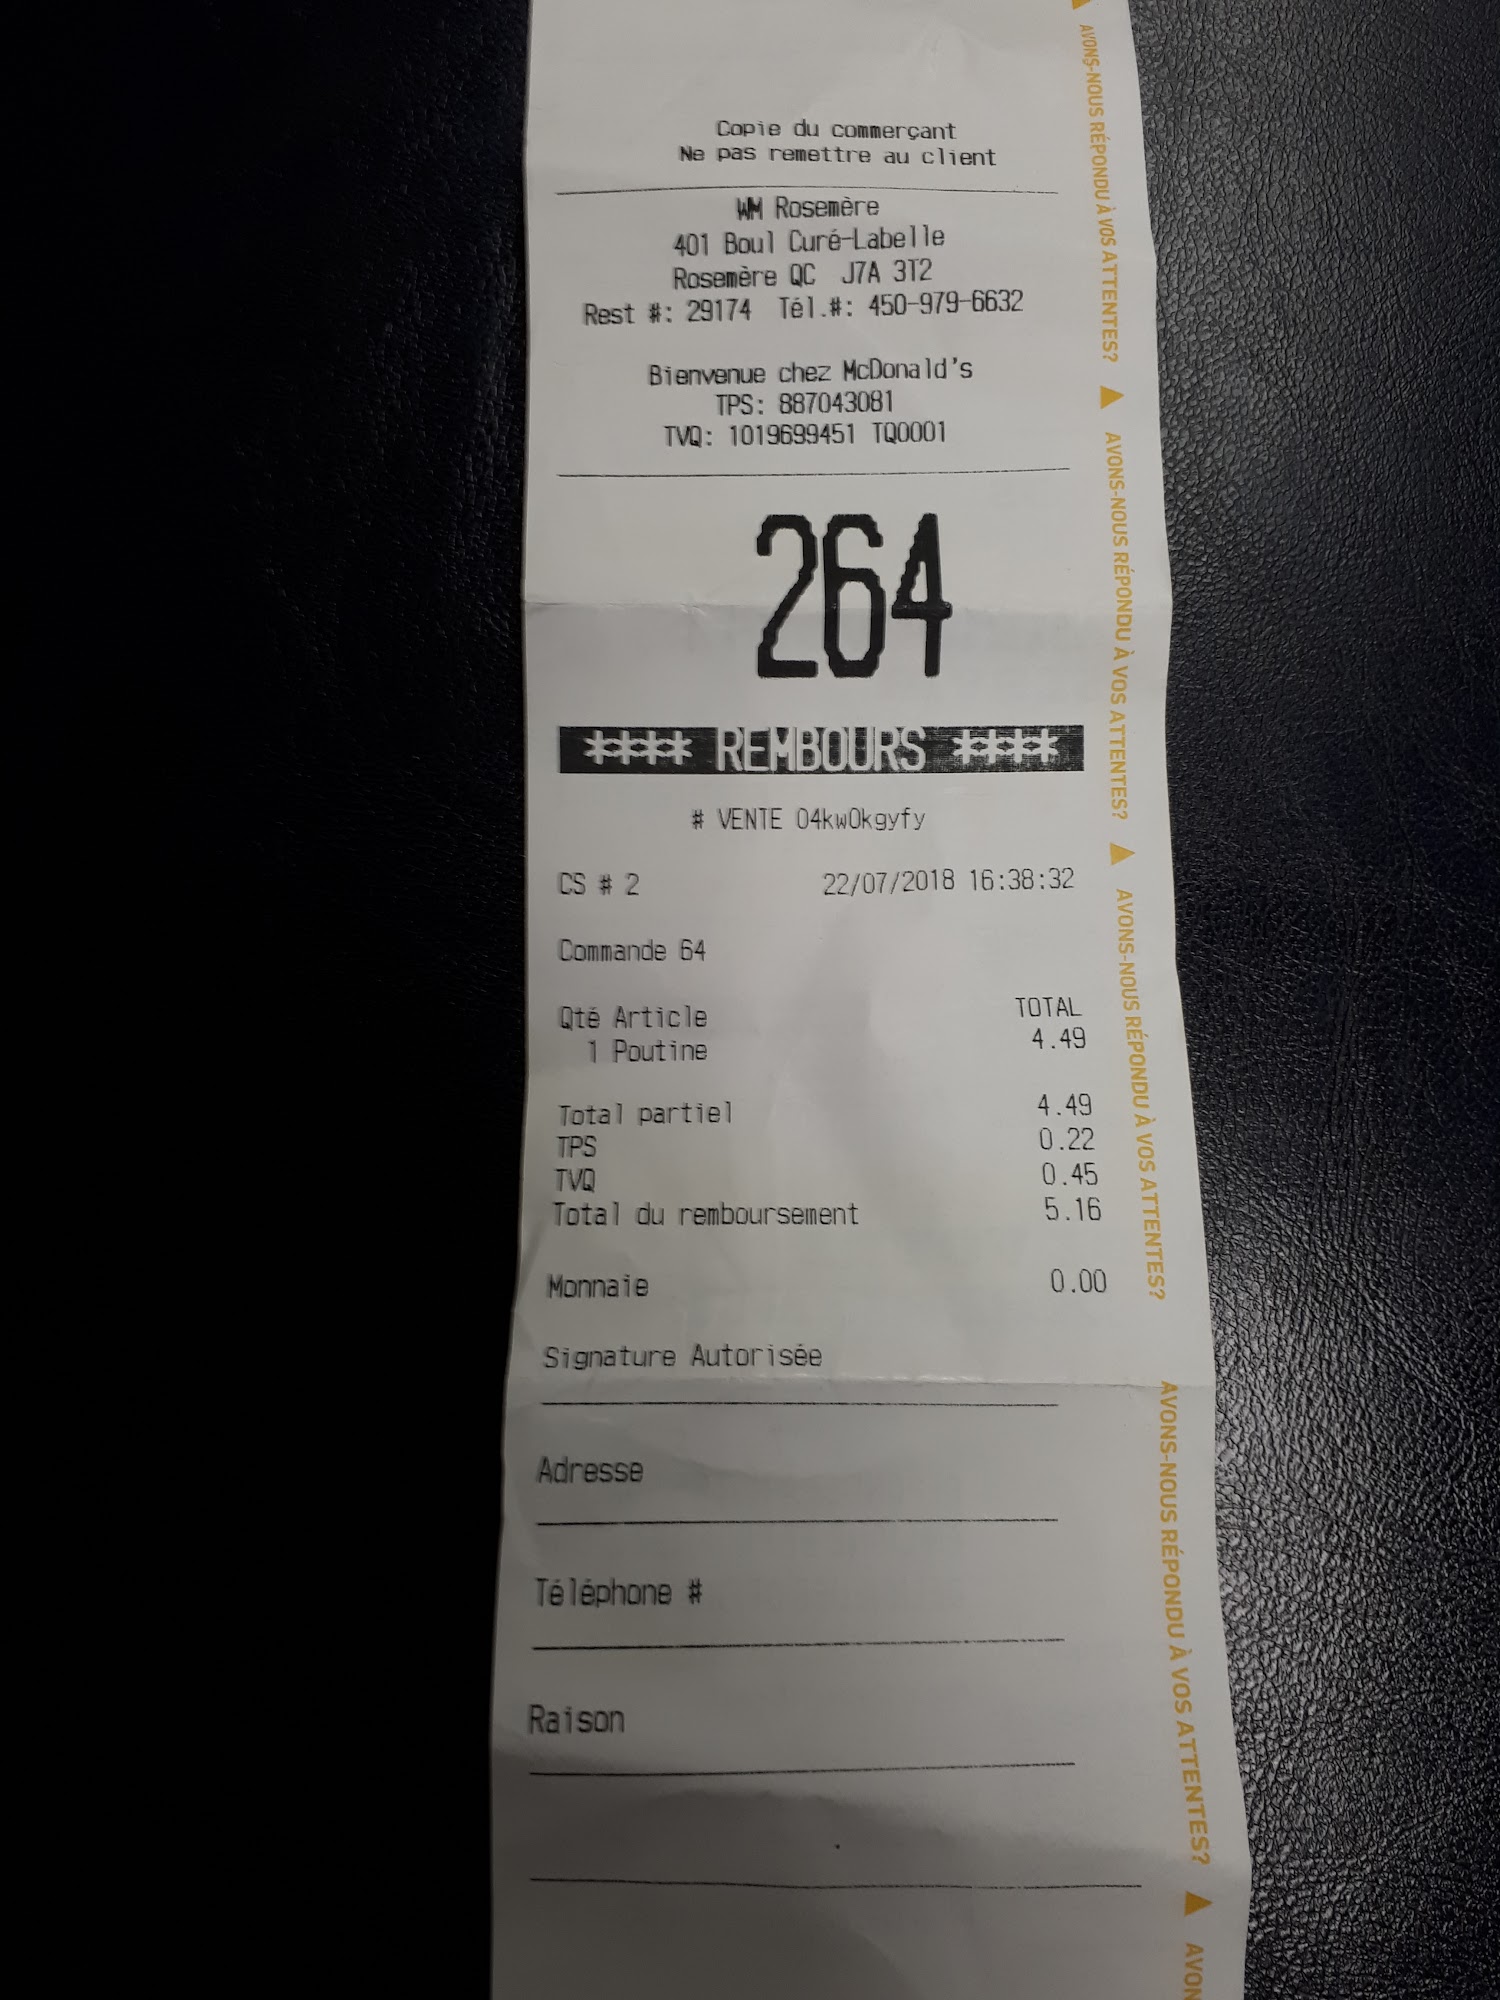 Copie du commerçant
Ne pas remettre au client
WM Rosemère
401 Boul Curé-Labelle
Rosemère QC J7A 3T2
Rest #: 29174 Tél.#: 450-979-6632
Bienvenue chez McDonald's
TPS: 887043081
TVQ: 1019699451 TQ0001
264
**** REMBOURS ****
# VENTE 04kw0kgyfy
CS # 2 22/07/2018 16:38:32
Commande 64
Qté Article TOTAL
1 Poutine 4.49
Total partiel 4.49
TPS 0.22
TVQ 0.45
Total du remboursement 5.16
Monnaie 0.00
Signature Autorisée
Adresse
Téléphone #
Raison
AVONS-NOUS RÉPONDU À VOS ATTENTES?
AVONS-NOUS RÉPONDU À VOS ATTENTES?
AVONS-NOUS RÉPONDU À VOS ATTENTES?
AVONS-NOUS RÉPONDU À VOS ATTENTES?
AVON